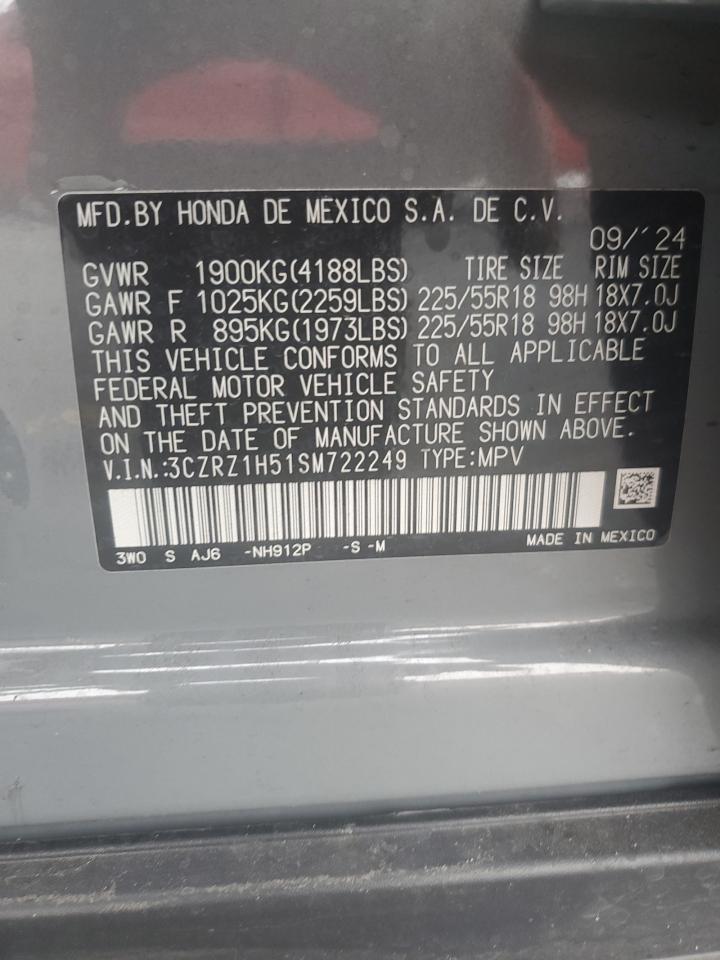 MFD.BY HONDA DE MEXICO S.A. DE C.V.
09/´24
GVWR 1900KG(4188LBS) TIRE SIZE RIM SIZE
GAWR F 1025KG(2259LBS) 225/55R18 98H 18X7.0J
GAWR R 895KG(1973LBS) 225/55R18 98H 18X7.0J
THIS VEHICLE CONFORMS TO ALL APPLICABLE
FEDERAL MOTOR VEHICLE SAFETY
AND THEFT PREVENTION STANDARDS IN EFFECT
ON THE DATE OF MANUFACTURE SHOWN ABOVE.
V.I.N.:3CZRZ1H51SM722249 TYPE:MPV
3W0 S AJ6 -NH912P -S -M MADE IN MEXICO